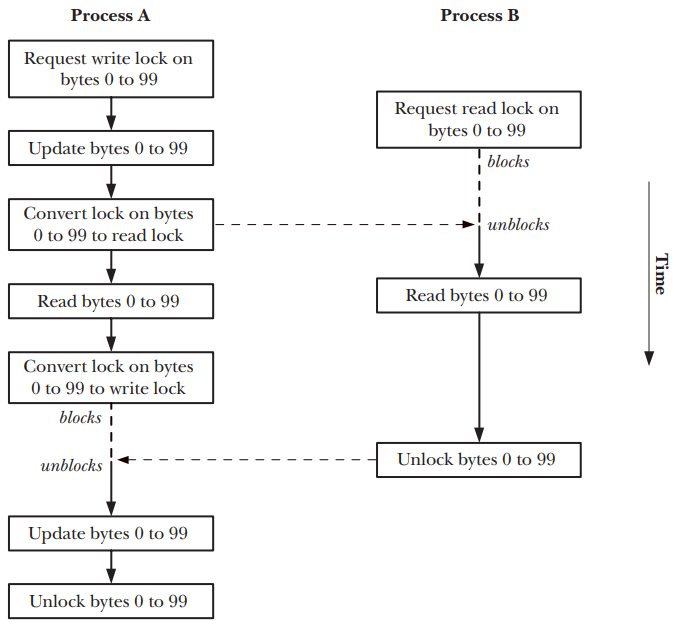 Process A
Process B
Request write lock on
bytes 0 to 99
Request read lock on
bytes 0 to 99
Update bytes 0 to 99
blocks
Convert lock on bytes
0 to 99 to read lock
unblocks
Time
Read bytes 0 to 99
Read bytes 0 to 99
Convert lock on bytes
0 to 99 to write lock
blocks
unblocks
Unlock bytes 0 to 99
Update bytes 0 to 99
Unlock bytes 0 to 99